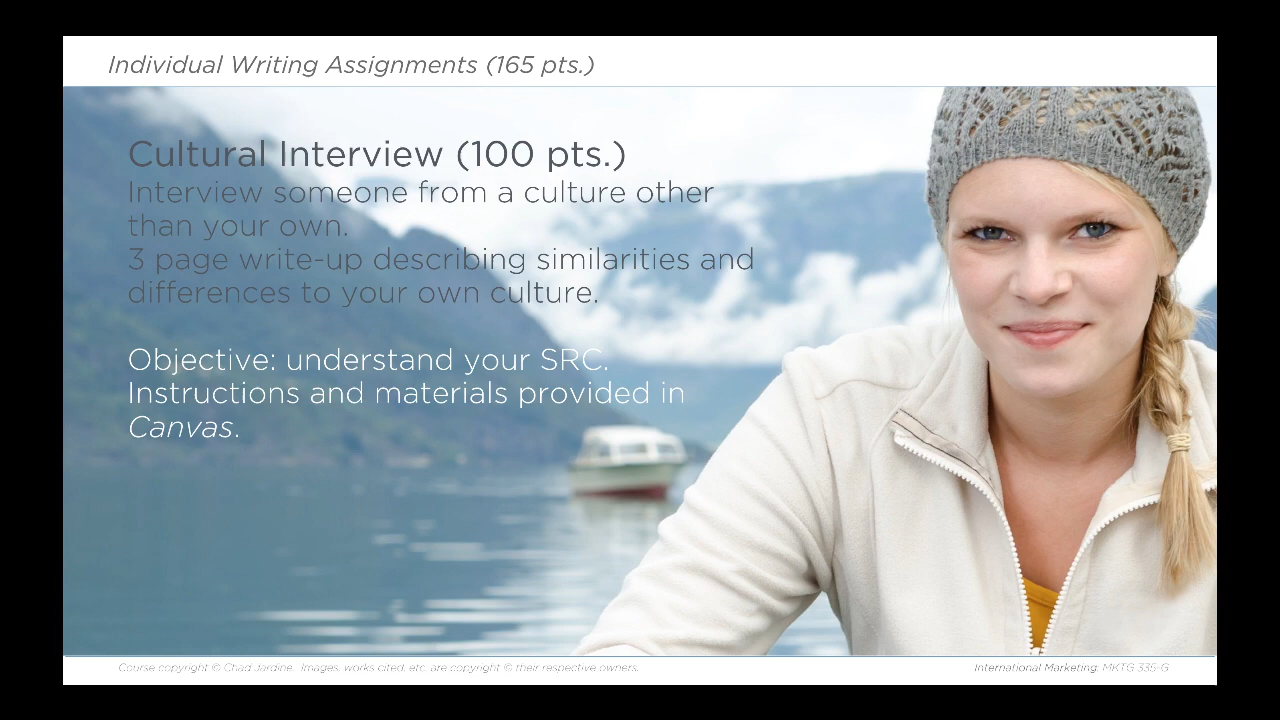 Individual Writing Assignments (165 pts.)
Cultural Interview (100 pts.)
Interview someone from a culture other
than your own.
3 page write-up describing similarities and
differences to your own culture.
Objective: understand your SRC.
Instructions and materials provided in
Canvas.
Course copyright © Chad Jardine. Images, works cited, etc. are copyright © their respective owners.
International Marketing: MKTG 335-G